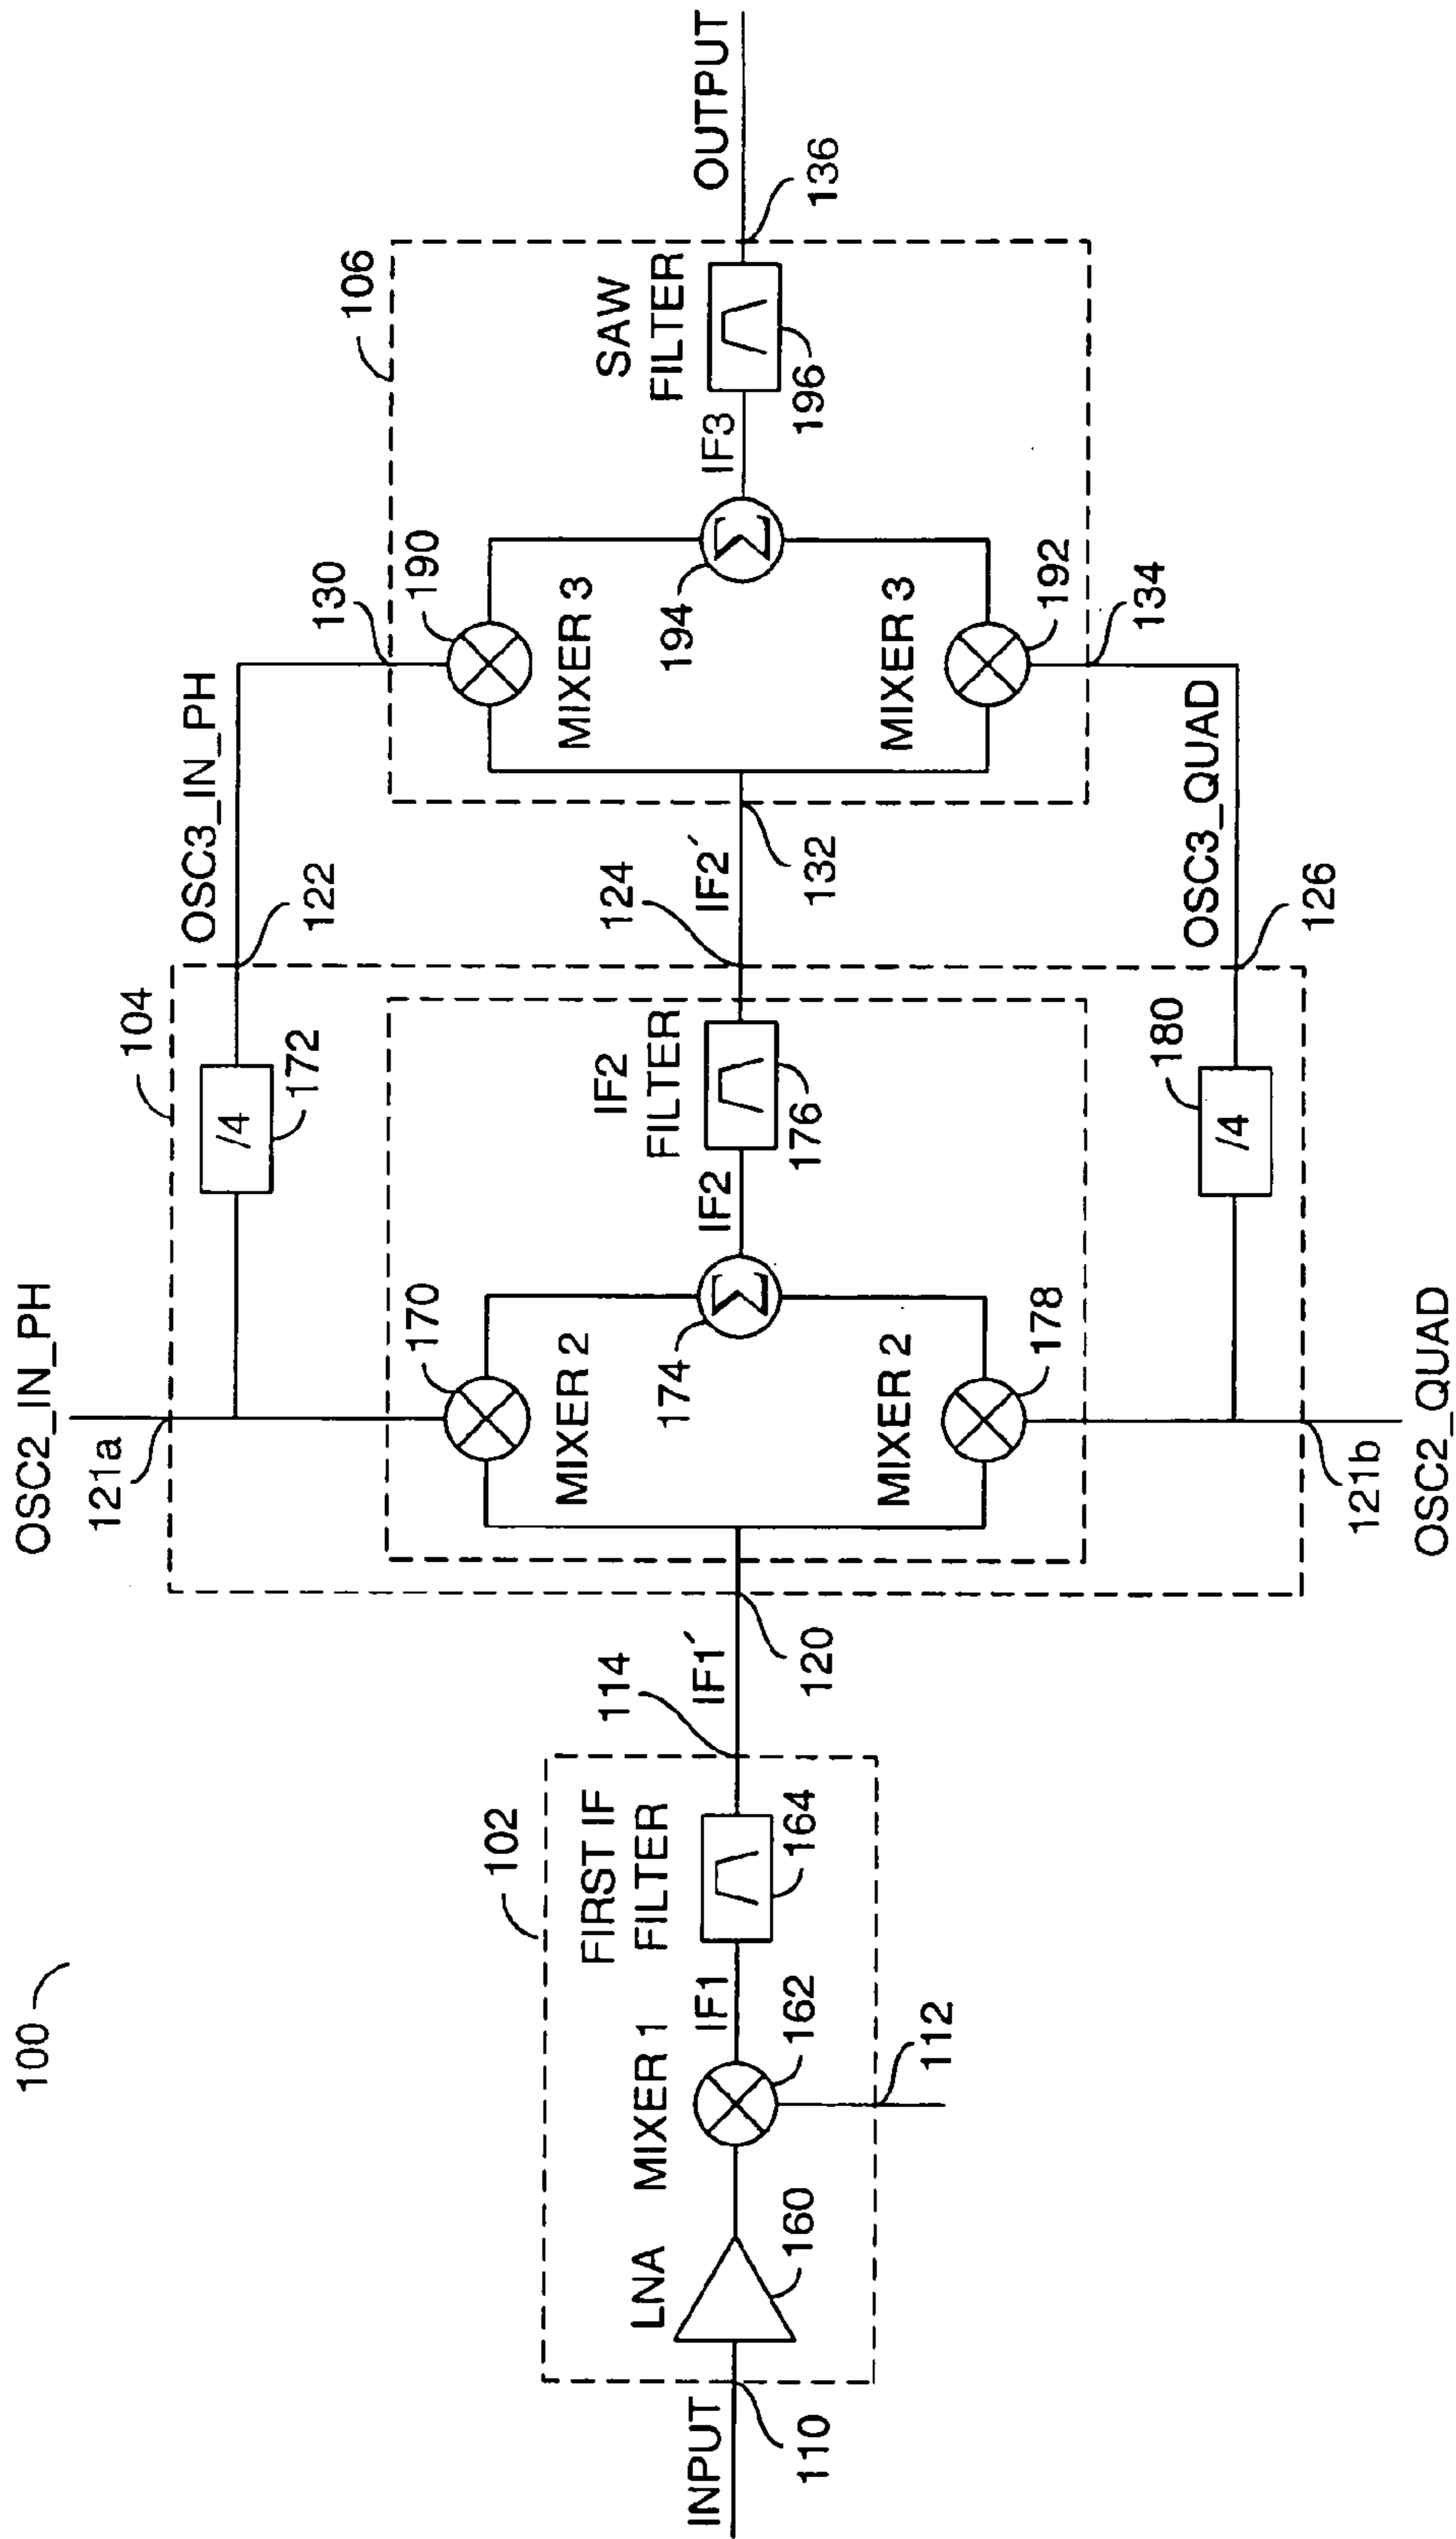 100
INPUT
110
102
LNA
160
MIXER 1
162
112
IF1
FIRST IF
FILTER
164
114
IF1´
120
104
OSC2_IN_PH
121a
170
MIXER 2
174
MIXER 2
178
121b
OSC2_QUAD
IF2
IF2
FILTER
176
/4
172
/4
180
OSC3_IN_PH
122
124
IF2´
132
126
OSC3_QUAD
106
130
190
MIXER 3
194
MIXER 3
192
134
IF3
SAW
FILTER
196
136
OUTPUT